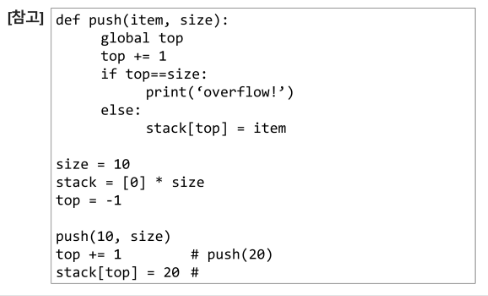 [참고]
def push(item, size):
global top
top += 1
if top==size:
print(‘overflow!’)
else:
stack[top] = item
size = 10
stack = [0] * size
top = -1
push(10, size)
top += 1 # push(20)
stack[top] = 20 #